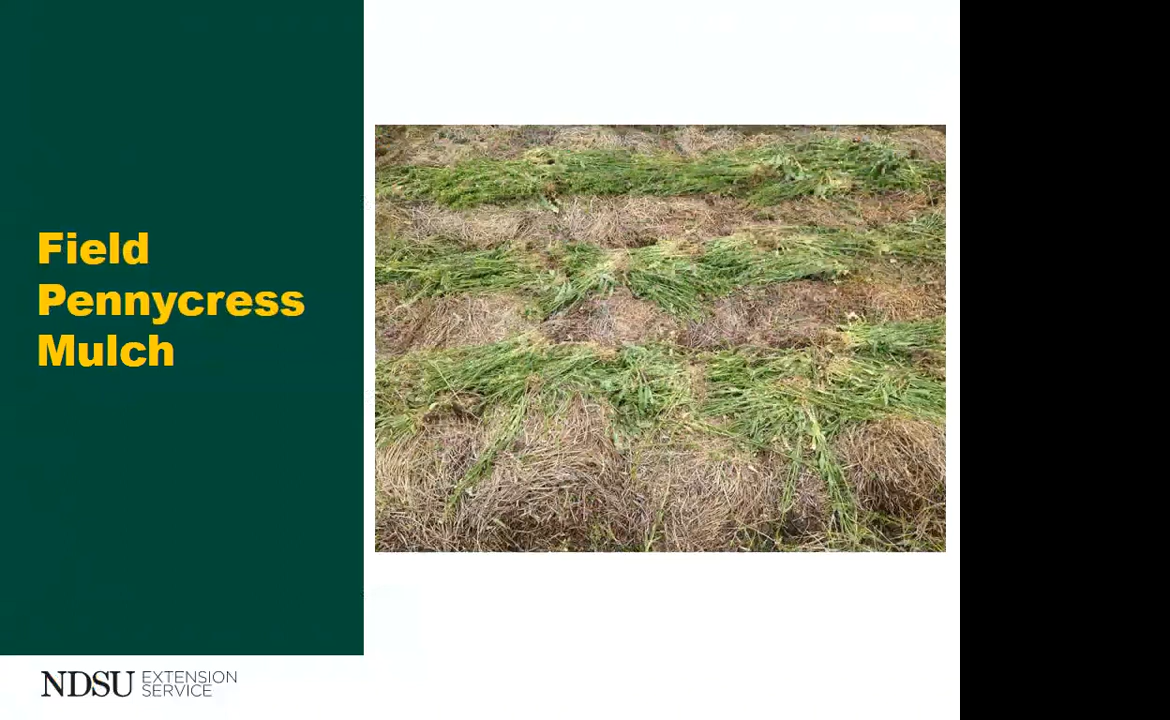 Field
Pennycress
Mulch
NDSU EXTENSION
SERVICE